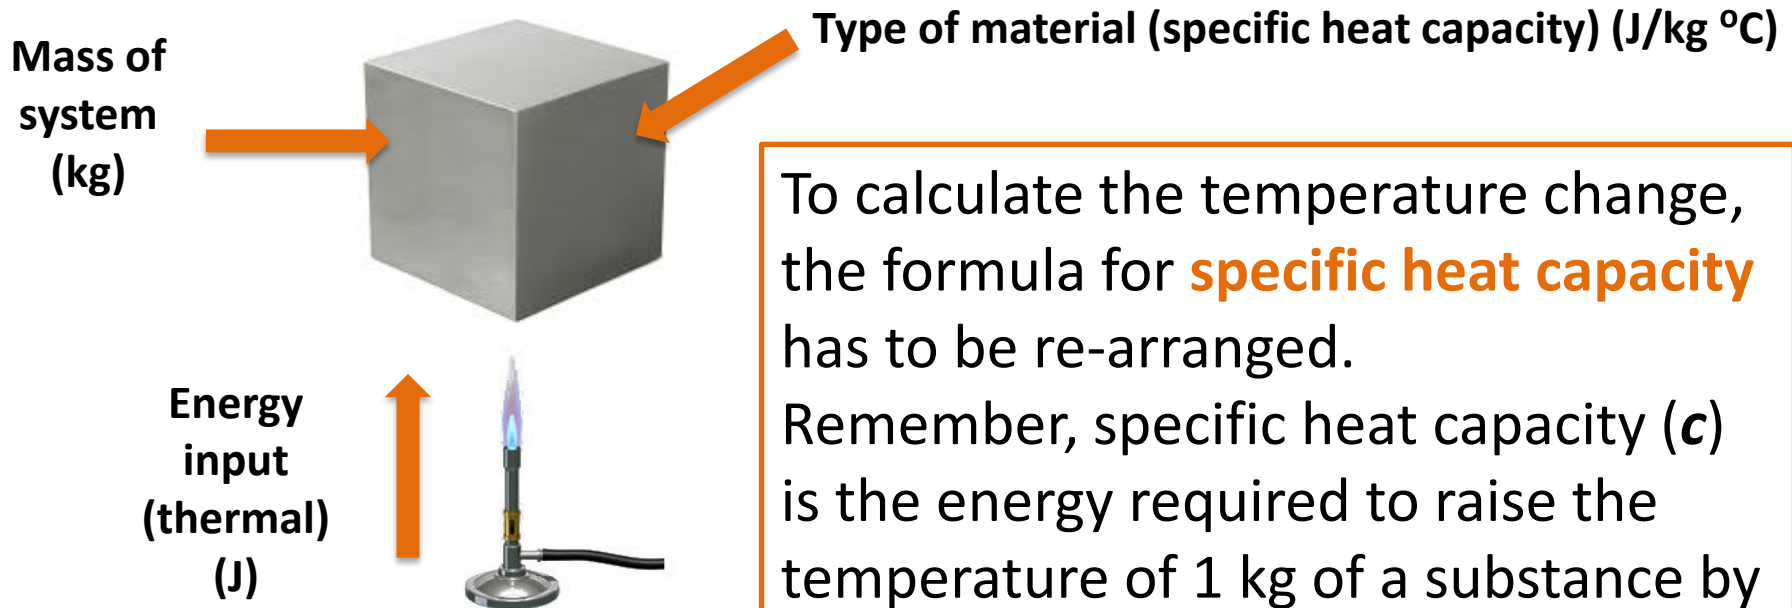 Mass of
system
(kg)
Type of material (specific heat capacity) (J/kg ⁰C)
Energy
input
(thermal)
(J)
To calculate the temperature change,
the formula for specific heat capacity
has to be re-arranged.
Remember, specific heat capacity (c)
is the energy required to raise the
temperature of 1 kg of a substance by